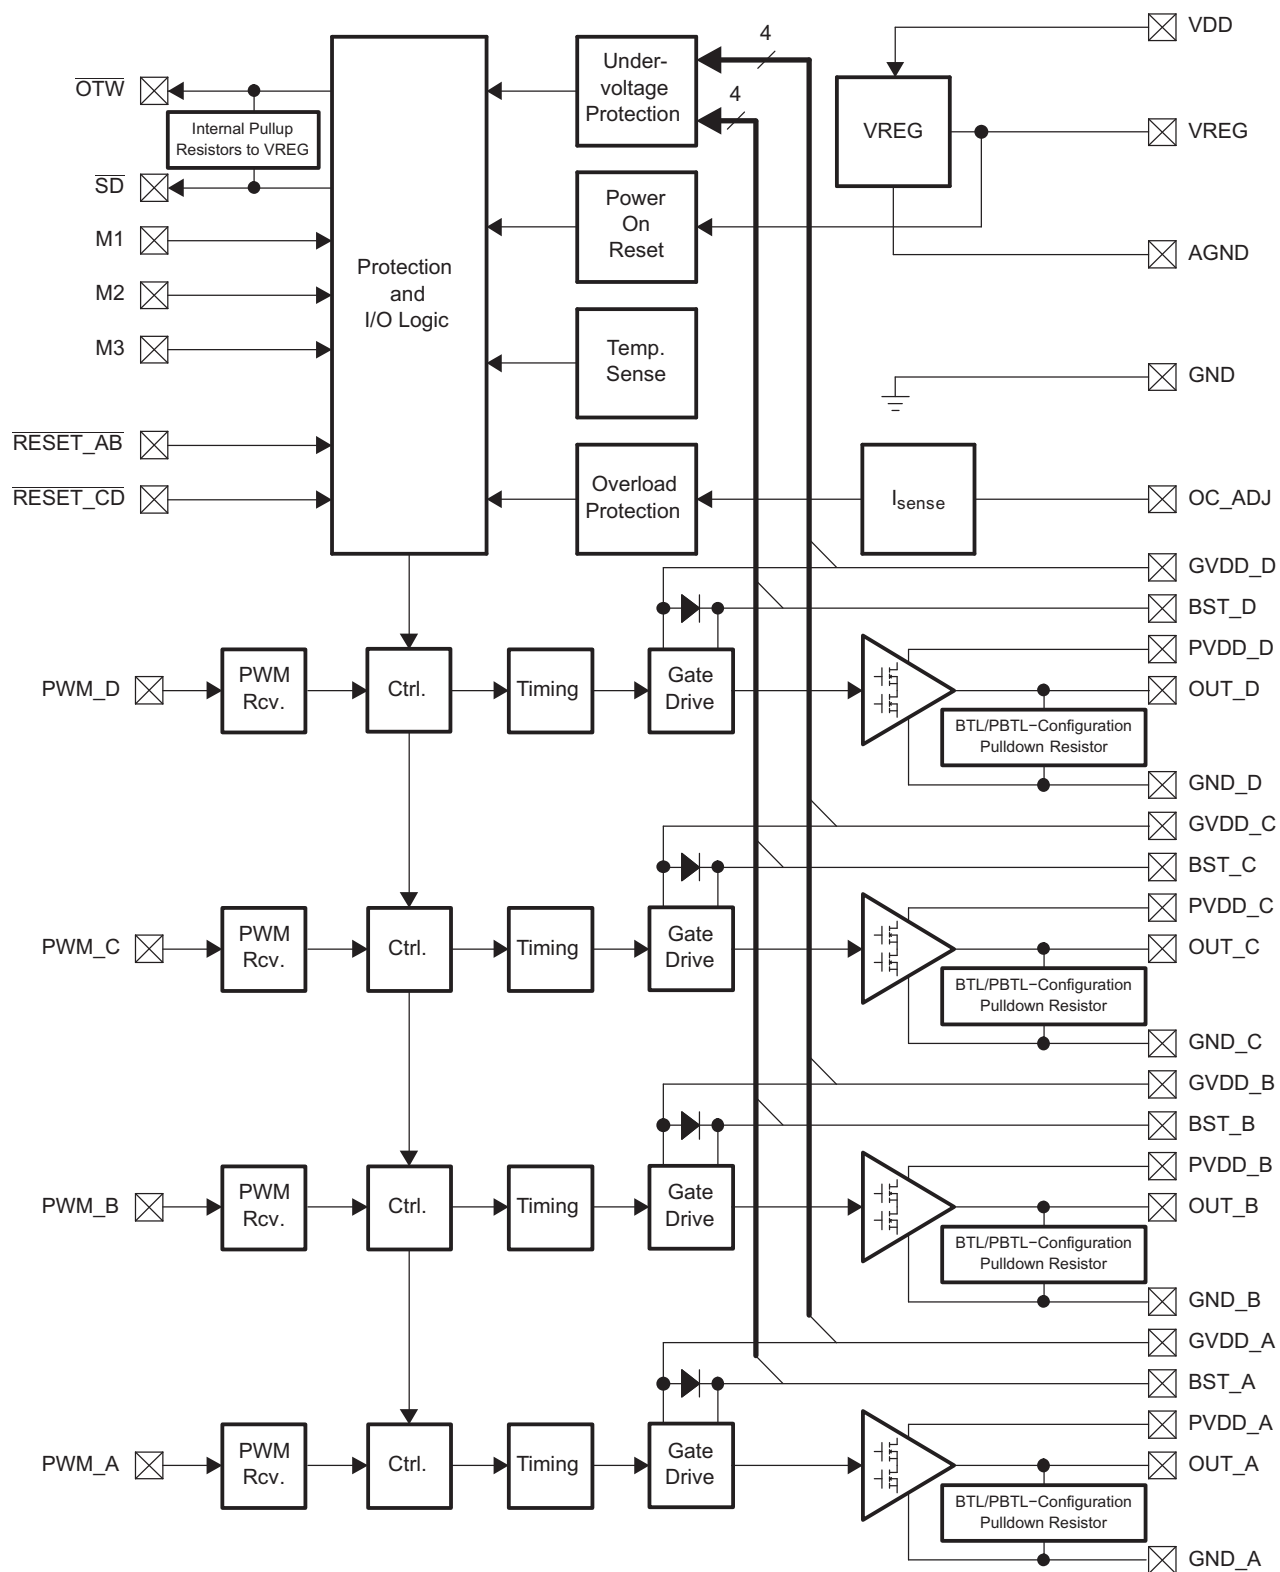 4
VDD
OTW
Under-
voltage
Protection
4
VREG
VREG
Internal Pullup
Resistors to VREG
SD
Power
On
Reset
M1
AGND
Protection
and
I/O Logic
M2
M3
Temp.
Sense
GND
RESET_AB
RESET_CD
Overload
Protection
Isense
OC_ADJ
GVDD_D
BST_D
PVDD_D
PWM_D
PWM
Rcv.
Ctrl.
Timing
Gate
Drive
OUT_D
BTL/PBTL−Configuration
Pulldown Resistor
GND_D
GVDD_C
BST_C
PVDD_C
PWM_C
PWM
Rcv.
Ctrl.
Timing
Gate
Drive
OUT_C
BTL/PBTL−Configuration
Pulldown Resistor
GND_C
GVDD_B
BST_B
PVDD_B
PWM_B
PWM
Rcv.
Ctrl.
Timing
Gate
Drive
OUT_B
BTL/PBTL−Configuration
Pulldown Resistor
GND_B
GVDD_A
BST_A
PVDD_A
PWM_A
PWM
Rcv.
Ctrl.
Timing
Gate
Drive
OUT_A
BTL/PBTL−Configuration
Pulldown Resistor
GND_A